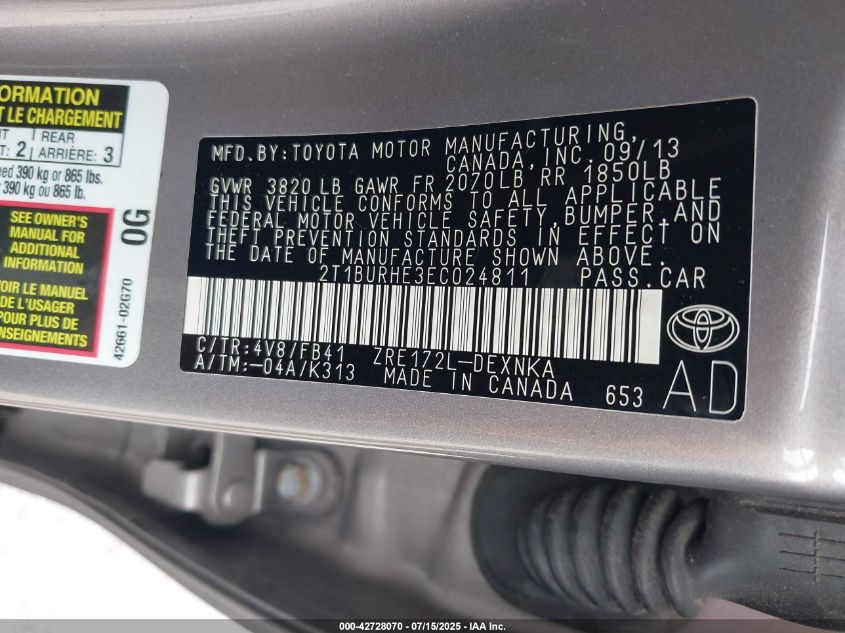 ORMATION
T LE CHARGEMENT
REAR
T: 2 ARRIÈRE: 3
eed 390 kg or 865 lbs.
390 kg ou 865 lb.
SEE OWNER'S
MANUAL FOR
ADDITIONAL
INFORMATION
OIR LE MANUEL
DE L'USAGER
POUR PLUS DE
NSEIGNEMENTS
0G
42661-02G70
MFD. BY: TOYOTA MOTOR MANUFACTURING,
CANADA, INC. 09/13
GVWR 3820 LB GAWR FR 2070LB RR 1850LB
THIS VEHICLE CONFORMS TO ALL APPLICABLE
FEDERAL MOTOR VEHICLE SAFETY, BUMPER, AND
THEFT PREVENTION STANDARDS IN EFFECT ON
THE DATE OF MANUFACTURE SHOWN ABOVE.
2T1BURHE3EC024811 PASS. CAR
C/TR: 4V8/FB41 ZRE172L-DEXNKA
A/TM: -04A/K313 MADE IN CANADA 653
AD
000-42728070 - 07/15/2025 - IAA Inc.